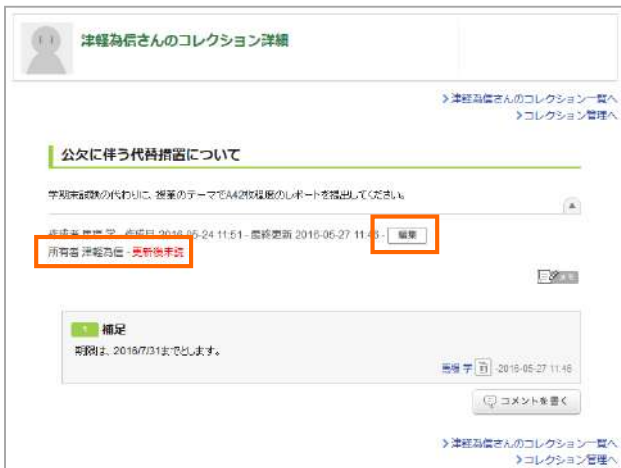 津軽為信さんのコレクション詳細
>津軽為信さんのコレクション一覧へ
>コレクション管理へ
公欠に伴う代替措置について
学期末試験の代わりに、授業のテーマでA42枚程度のレポートを提出してください。
作成日 2016-05-24 11:51 - 最終更新 2016-05-27 11:46 - 編集
所有者 津軽為信 - 更新後未読
1 補足
期限は、2016/7/31までとします。
学 -2016-05-27 11:46
コメントを書く
>津軽為信さんのコレクション一覧へ
>コレクション管理へ